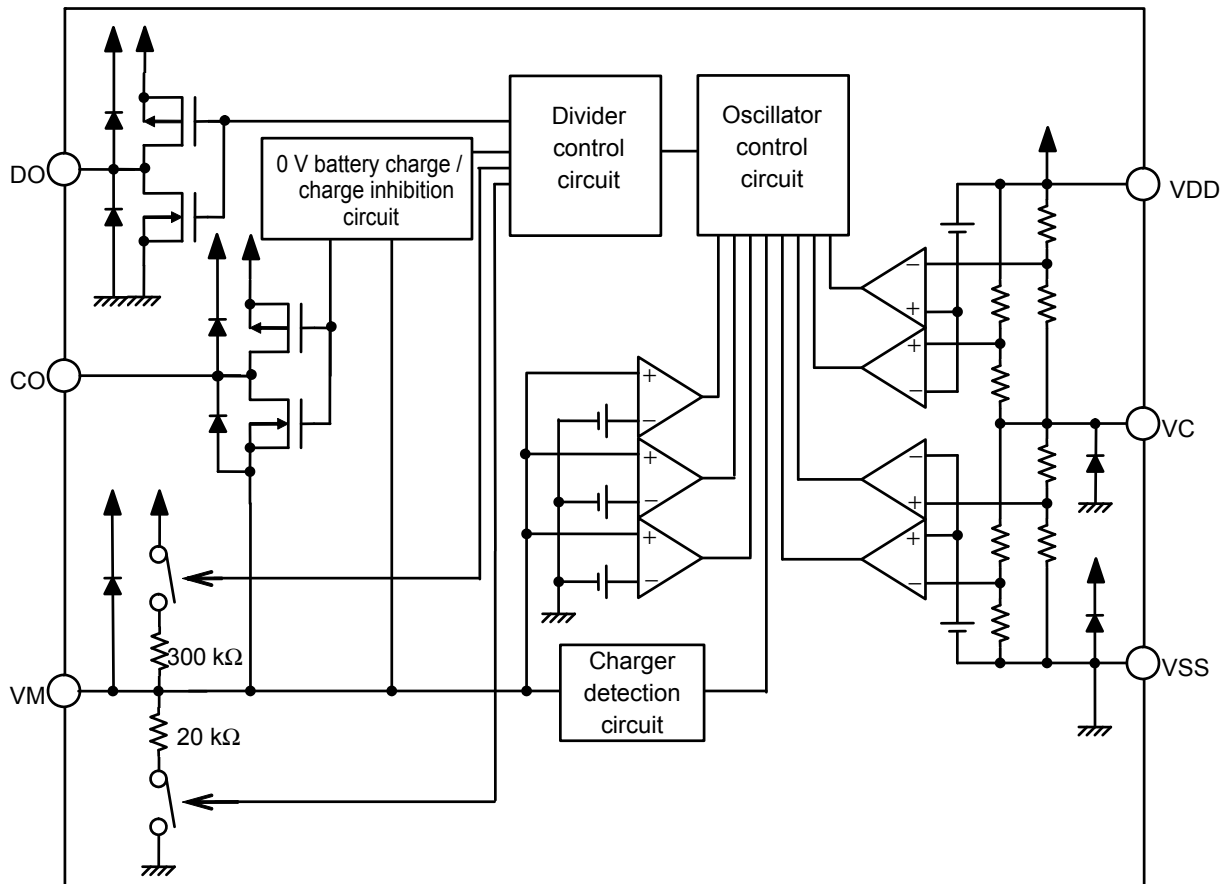 Divider
control
circuit
Oscillator
control
circuit
0 V battery charge /
charge inhibition
circuit
DO
VDD
−
+
+
−
CO
+
−
VC
+
−
−
+
+
−
+
−
300 kΩ
Charger
detection
circuit
VM
VSS
20 kΩ